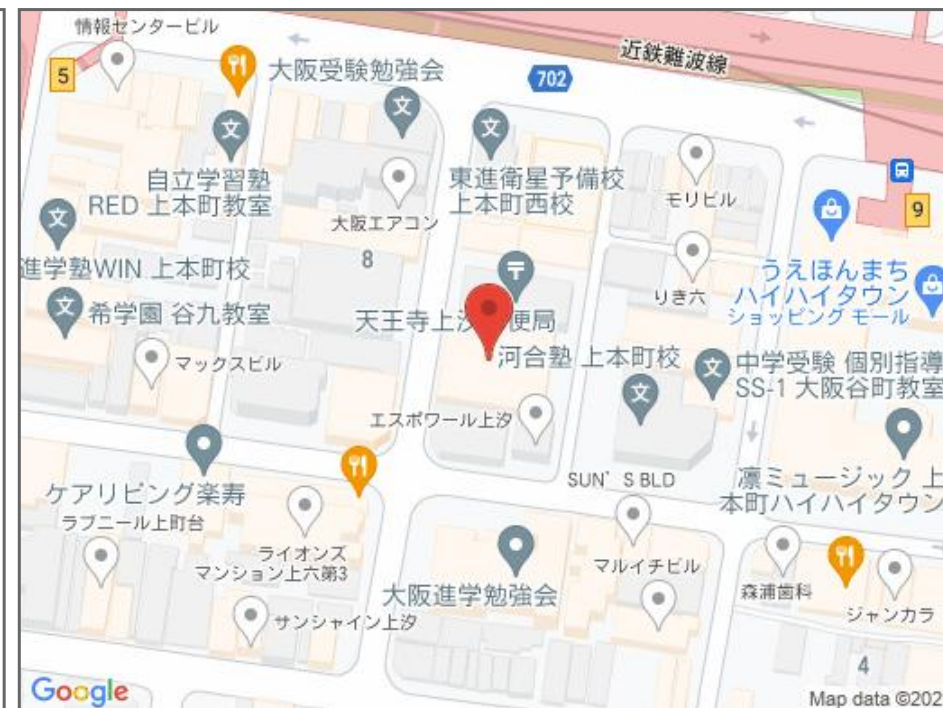 情報センタービル
5
大阪受験勉強会
702
近鉄難波線
自立学習塾
RED 上本町教室
東進衛星予備校
上本町西校
モリビル
9
大阪エアコン
進学塾WIN 上本町校
8
うえほんまち
ハイハイタウン
ショッピング モール
りき六
希学園 谷九教室
天王寺上汐
便局
マックスビル
河合塾 上本町校
中学受験 個別指導
SS-1 大阪谷町教室
エスポワール上汐
SUN'S BLD
凛ミュージック 上
本町ハイハイタウン
ケアリビング楽寿
ラブニール上町台
ライオンズ
マンション上六第3
大阪進学勉強会
マルイチビル
森浦歯科
ジャンカラ
サンシャイン上汐
4
Google
Map data ©202